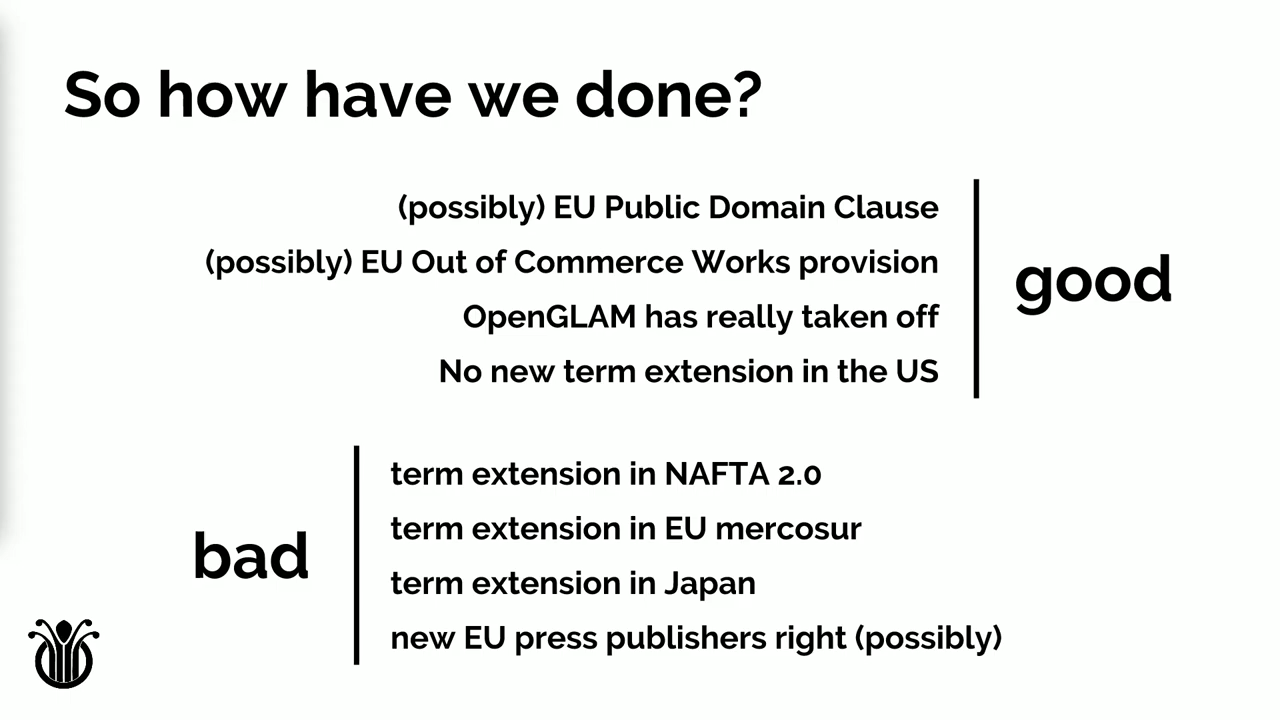 So how have we done?
(possibly) EU Public Domain Clause
(possibly) EU Out of Commerce Works provision
OpenGLAM has really taken off
No new term extension in the US
good
bad
term extension in NAFTA 2.0
term extension in EU mercosur
term extension in Japan
new EU press publishers right (possibly)